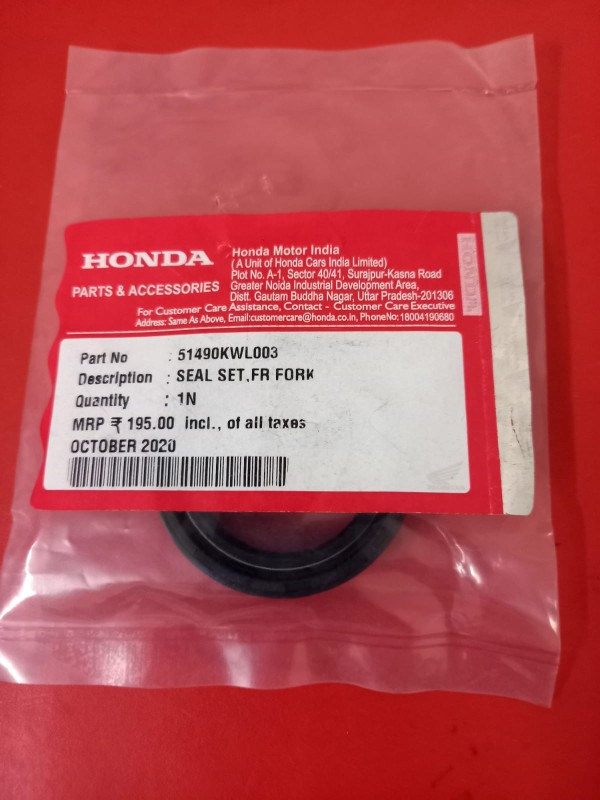 HONDA
PARTS & ACCESSORIES
Honda Motor India
(A Unit of Honda Cars India Limited)
Plot No. A-1, Sector 40/41, Surajpur-Kasna Road
Greater Noida Industrial Development Area,
Distt. Gautam Buddha Nagar, Uttar Pradesh-201306
For Customer Care Assistance, Contact - Customer Care Executive
Address: Same As Above, Email:customercare@honda.co.in, PhoneNo:18004190680
HONDA
Part No : 51490KWL003
Description : SEAL SET,FR FORK
Quantity : 1N
MRP ₹ 195.00 incl., of all taxes
OCTOBER 2020